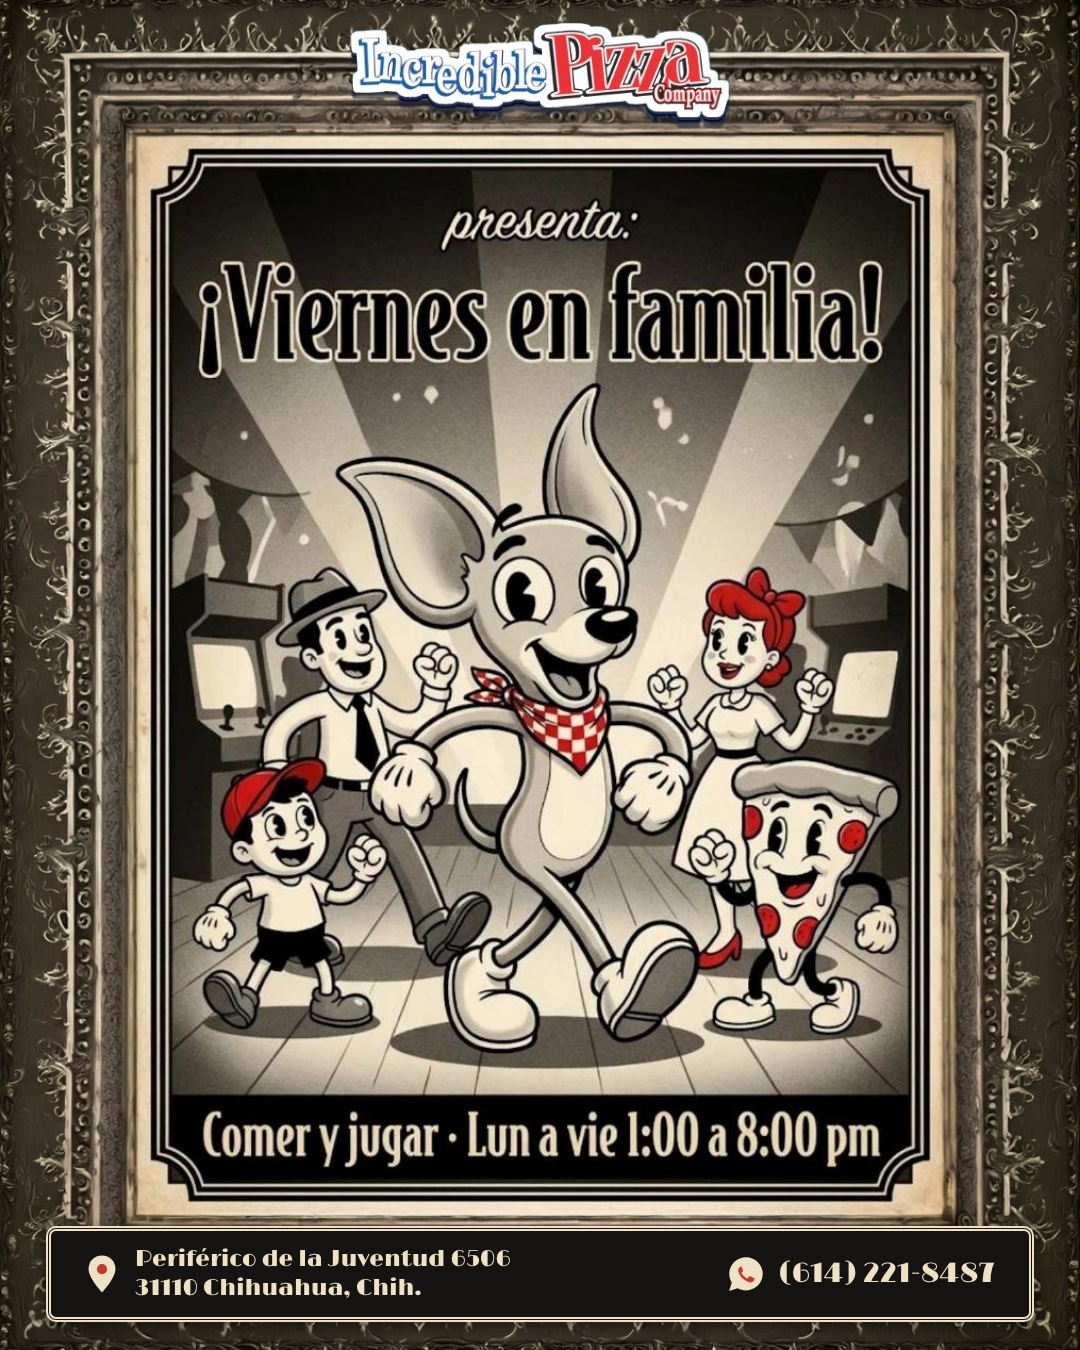 Incredible Pizza Company
presenta:
¡Viernes en familia!
Comer y jugar · Lun a vie 1:00 a 8:00 pm
Periférico de la Juventud 6506
31110 Chihuahua, Chih.
(614) 221-8487